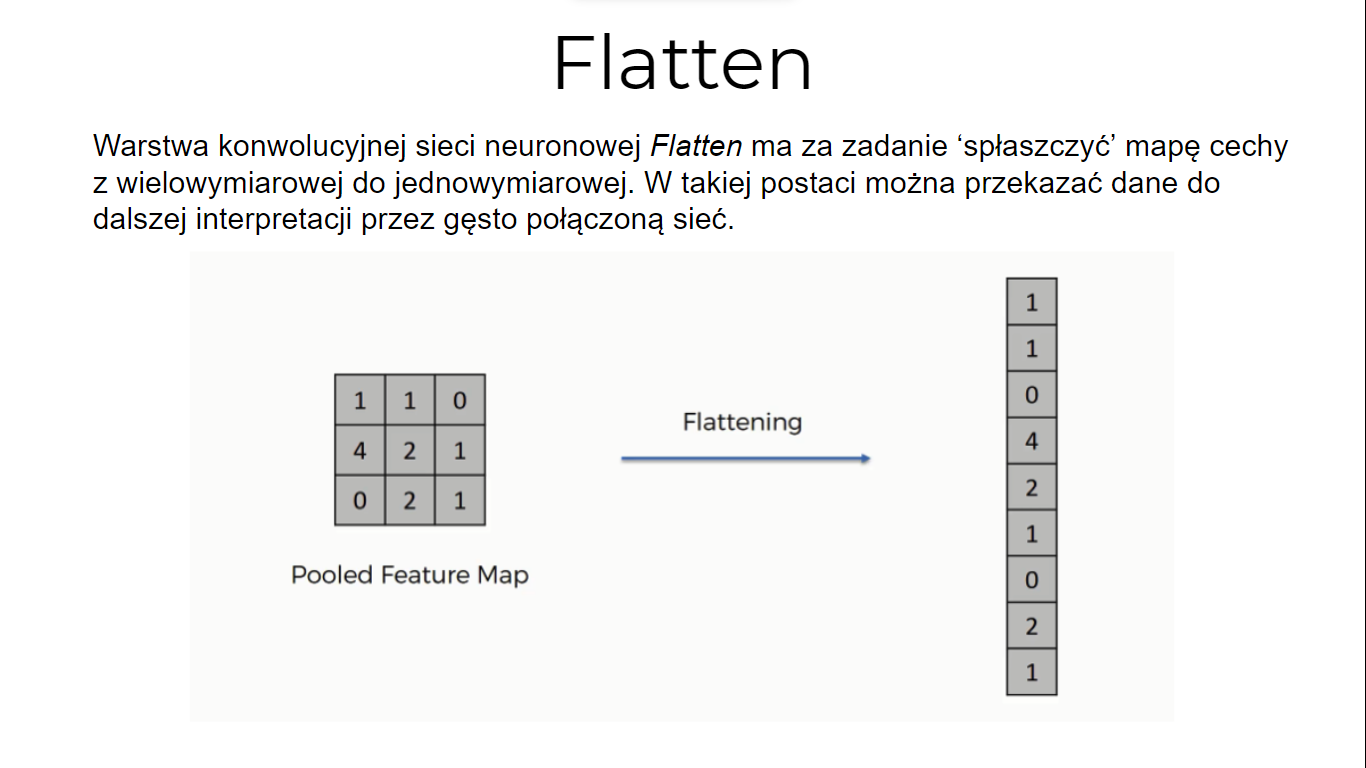 Flatten
Warstwa konwolucyjnej sieci neuronowej Flatten ma za zadanie ‘spłaszczyć’ mapę cechy
z wielowymiarowej do jednowymiarowej. W takiej postaci można przekazać dane do
dalszej interpretacji przez gęsto połączoną sieć.
1 1 0
4 2 1
0 2 1
Pooled Feature Map
Flattening
1
1
0
4
2
1
0
2
1